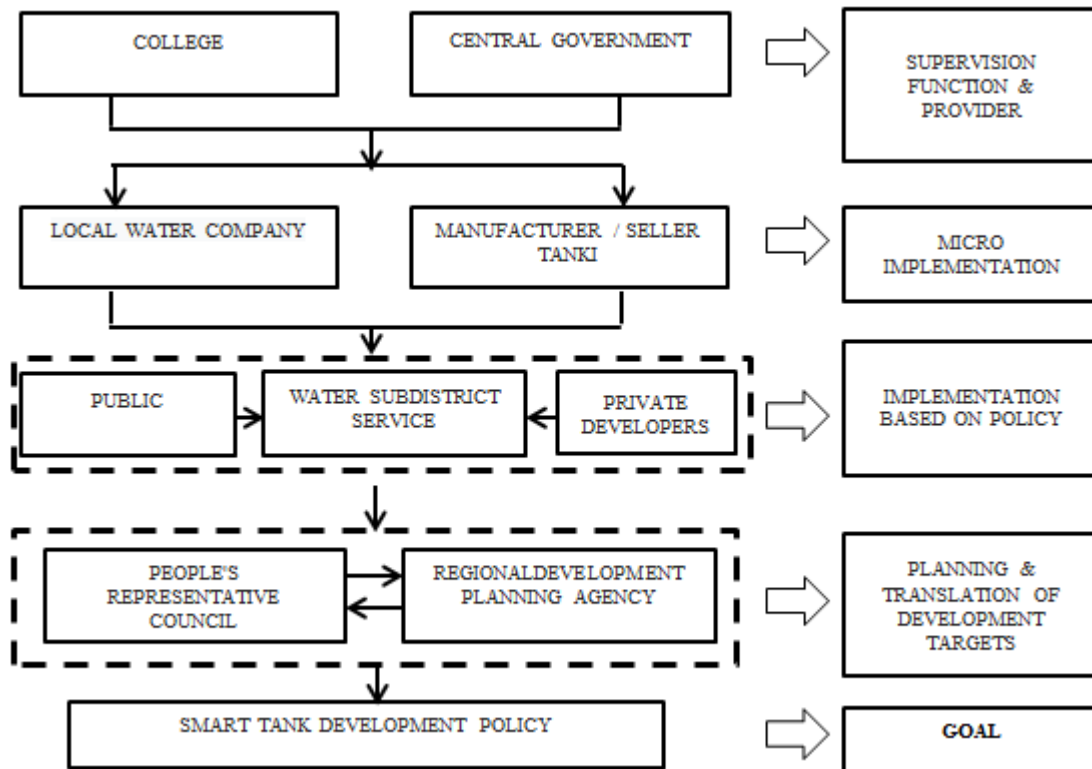 COLLEGE
CENTRAL GOVERNMENT
SUPERVISION
FUNCTION &
PROVIDER
LOCAL WATER COMPANY
MANUFACTURER / SELLER
TANKI
MICRO
IMPLEMENTATION
PUBLIC
WATER SUBDISTRICT
SERVICE
PRIVATE
DEVELOPERS
IMPLEMENTATION
BASED ON POLICY
PEOPLE'S
REPRESENTATIVE
COUNCIL
REGIONALDEVELOPMENT
PLANNING AGENCY
PLANNING &
TRANSLATION OF
DEVELOPMENT
TARGETS
SMART TANK DEVELOPMENT POLICY
GOAL